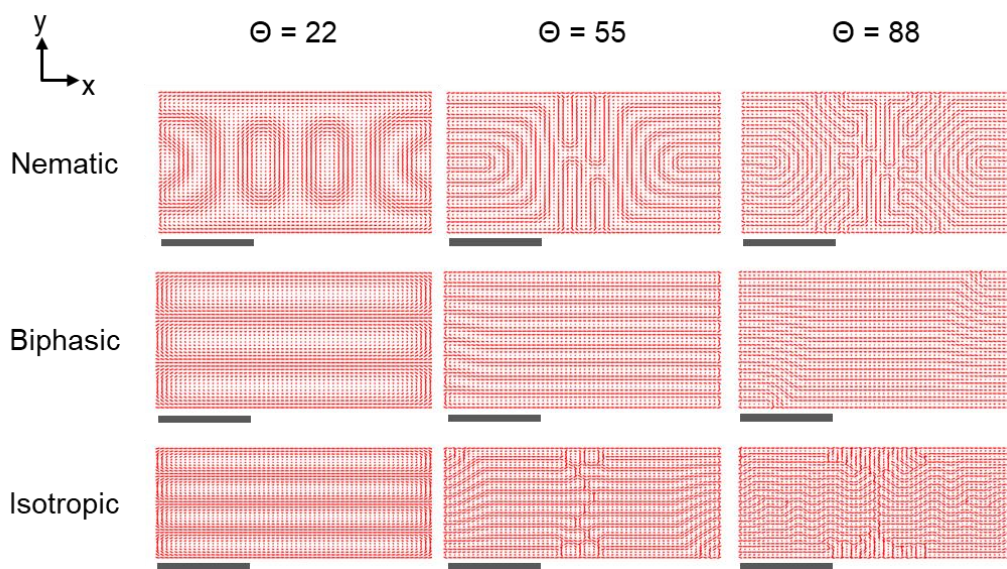 y
x
Θ = 22
Θ = 55
Θ = 88
Nematic
Biphasic
Isotropic